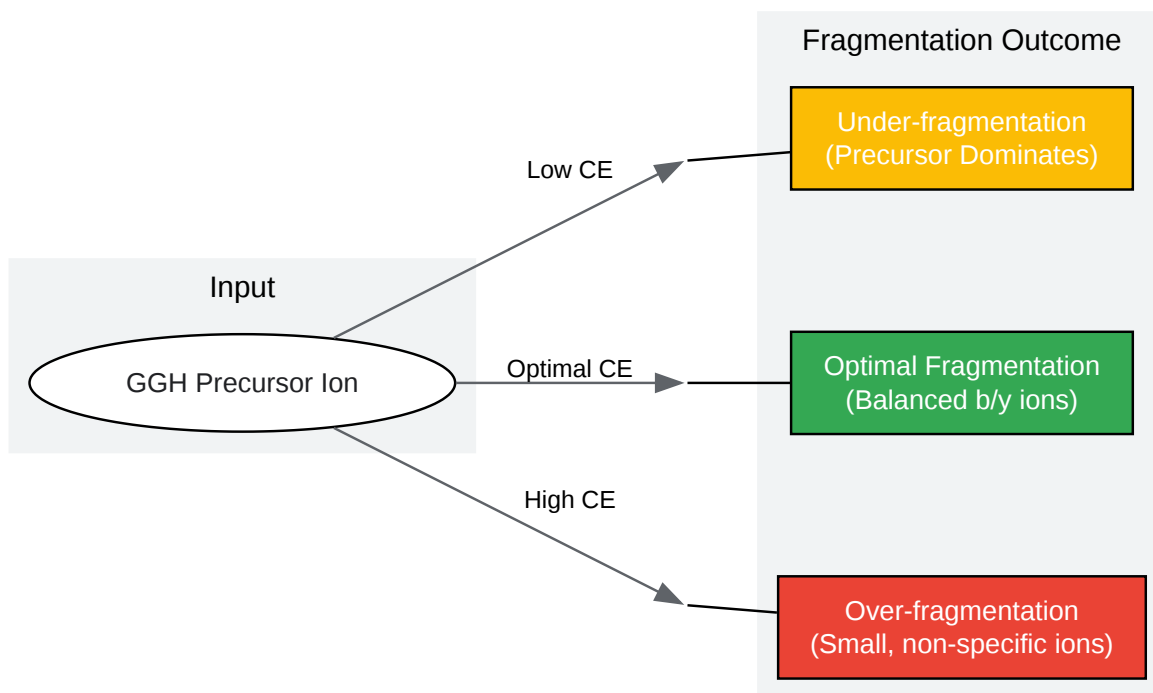 Fragmentation Outcome
Under-fragmentation
(Precursor Dominates)
Low CE
Input
GGH Precursor Ion
Optimal CE
Optimal Fragmentation
(Balanced b/y ions)
High CE
Over-fragmentation
(Small, non-specific ions)